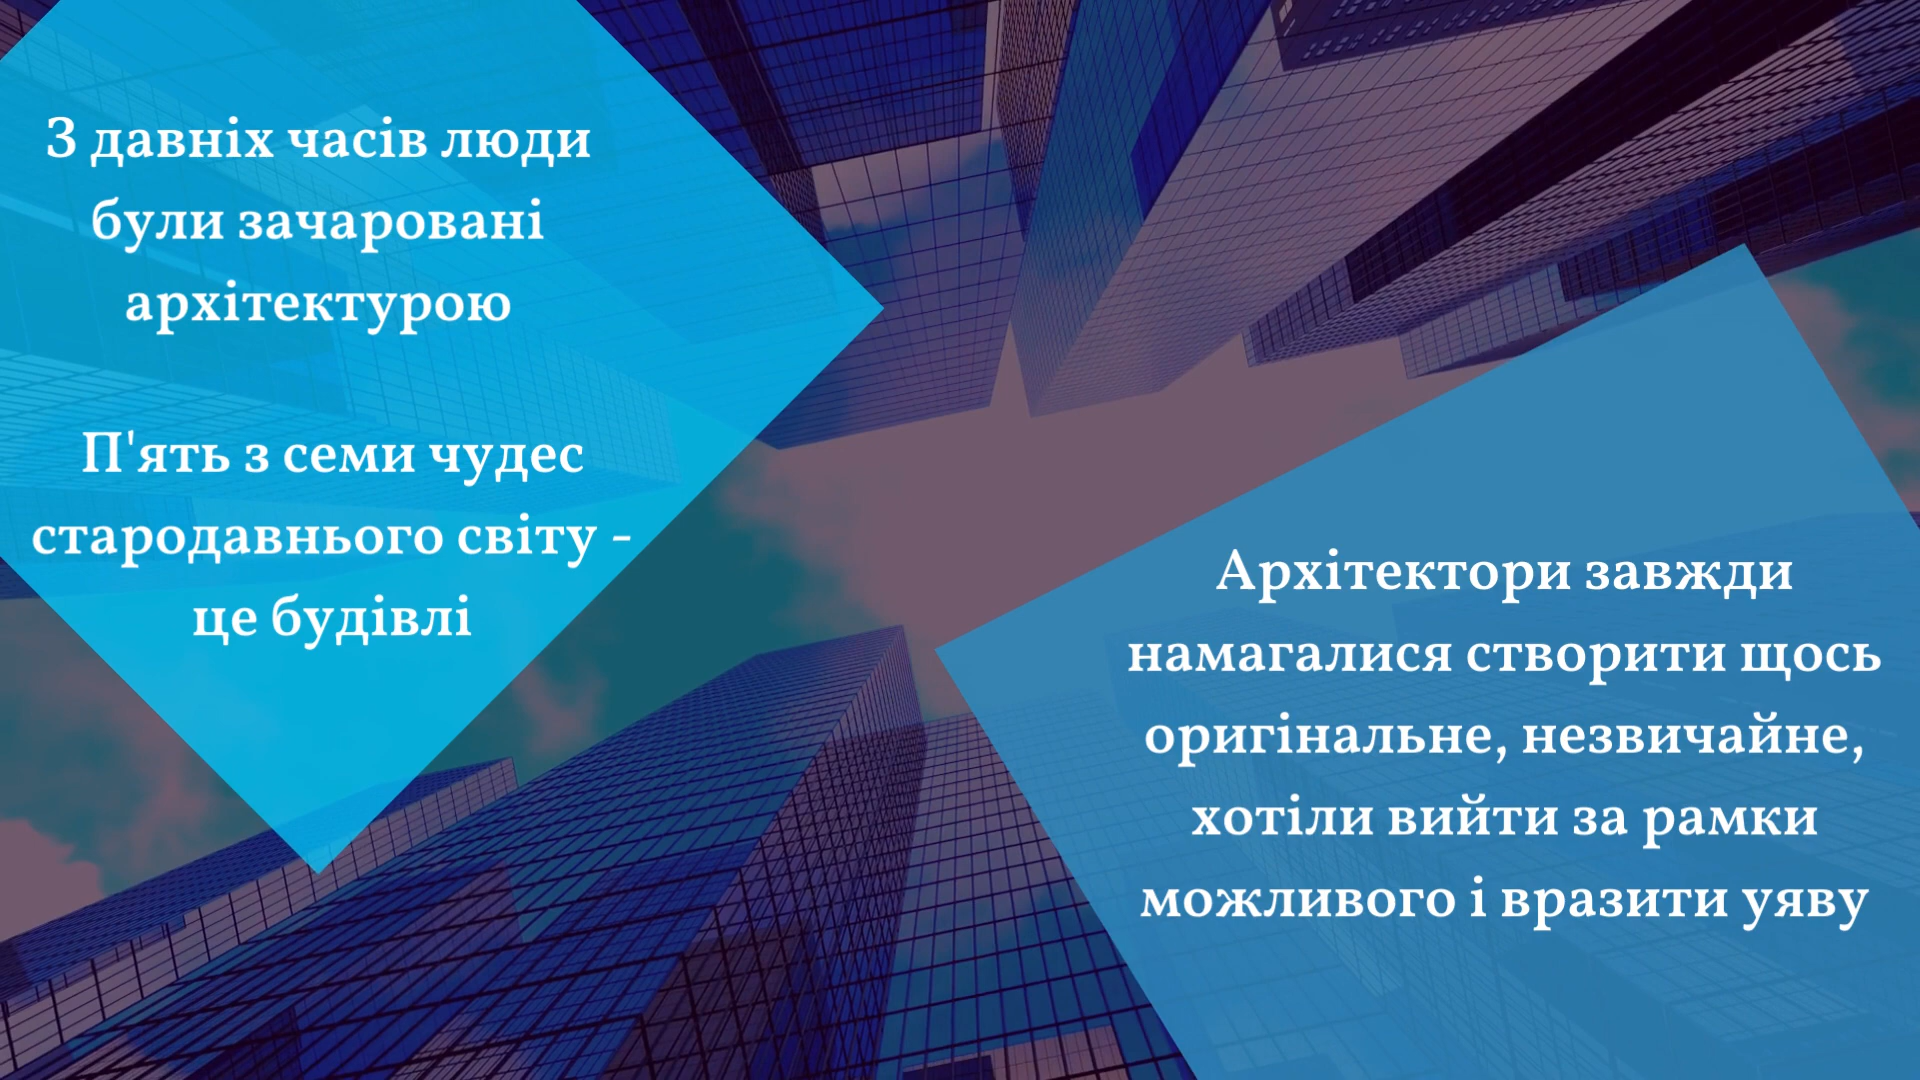 З давніх часів люди
були зачаровані
архітектурою
П'ять з семи чудес
стародавнього світу -
це будівлі
Архітектори завжди
намагалися створити щось
оригінальне, незвичайне,
хотіли вийти за рамки
можливого і вразити уяву